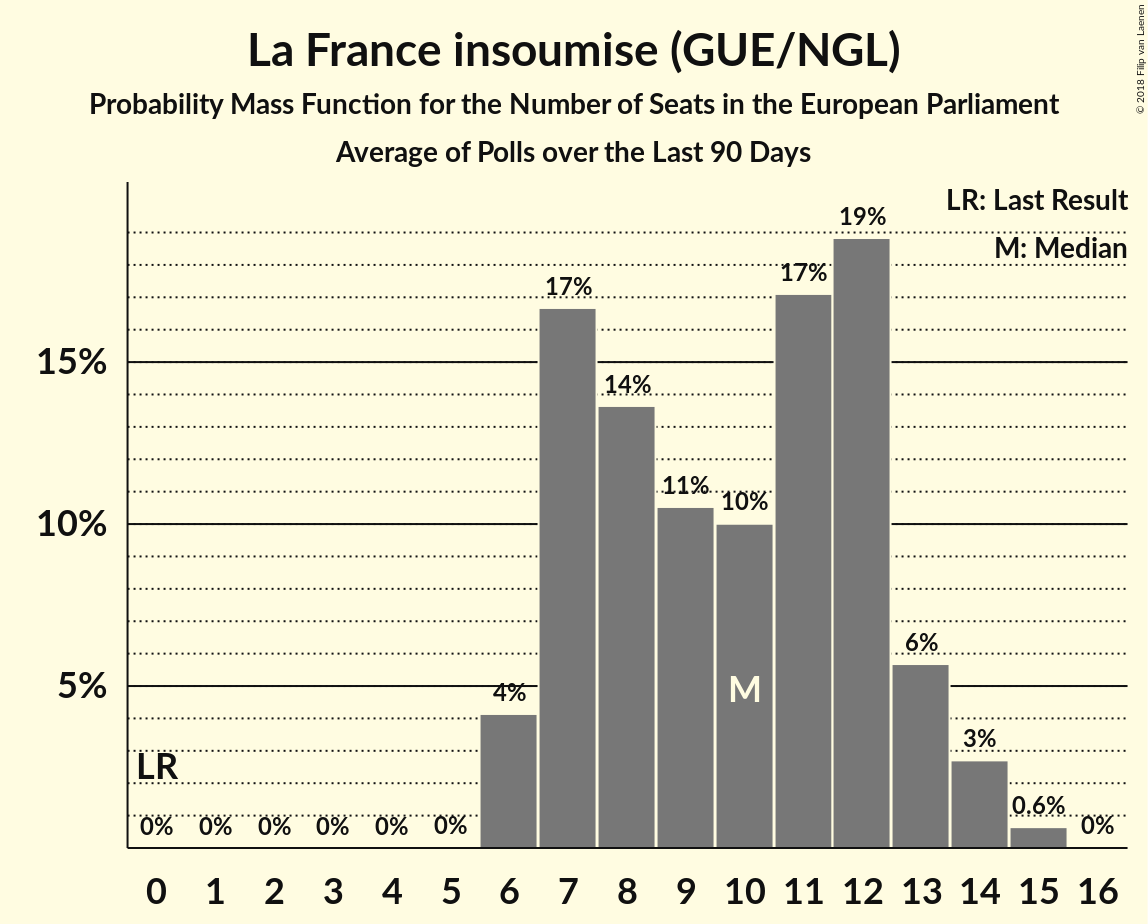 La France insoumise (GUE/NGL)
Probability Mass Function for the Number of Seats in the European Parliament
Average of Polls over the Last 90 Days
© 2018 Filip van Laenen
LR: Last Result
M: Median
19%
17%
17%
15%
14%
11%
10%
10%
6%
5%
4%
M
3%
LR
0.6%
0% 0% 0% 0% 0% 0% 0%
0 1 2 3 4 5 6 7 8 9 10 11 12 13 14 15 16